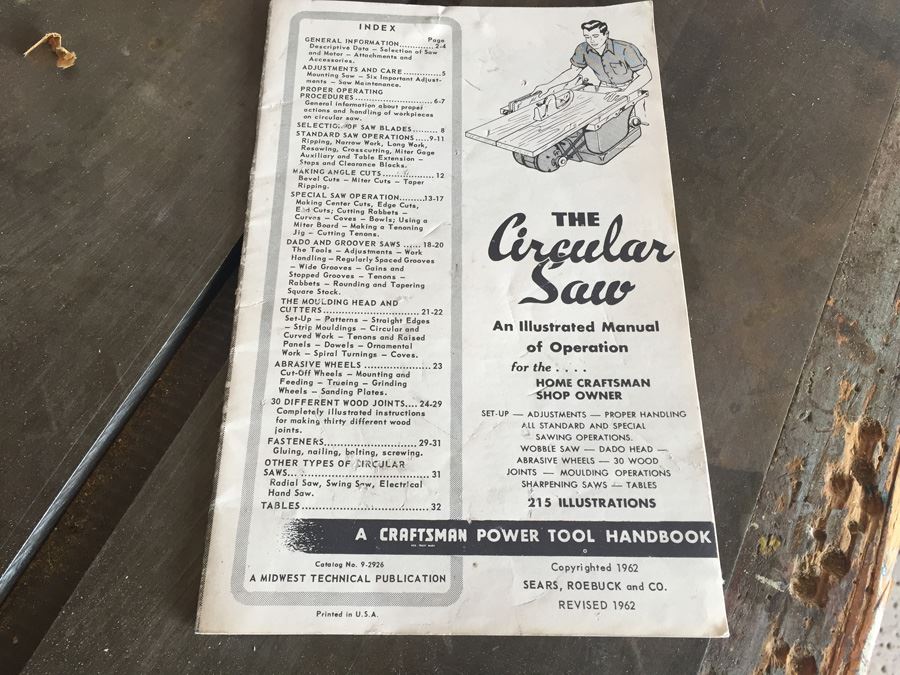 INDEX
Page
GENERAL INFORMATION............2-4
Descriptive Data — Selection of Saw
and Motor — Attachments and
Accessories.
ADJUSTMENTS AND CARE.............5
Mounting Saw — Six Important Adjust-
ments — Saw Maintenance.
PROPER OPERATING
PROCEDURES........................6-7
General information about proper
actions and handling of workpieces
on circular saw.
SELECTION OF SAW BLADES......... 8
STANDARD SAW OPERATIONS....9-11
Ripping, Narrow Work, Long Work,
Resawing, Crosscutting, Miter Gage
Auxiliary and Table Extension —
Stops and Clearance Blocks.
MAKING ANGLE CUTS................ 12
Bevel Cuts — Miter Cuts — Taper
Ripping.
SPECIAL SAW OPERATION........13-17
Making Center Cuts, Edge Cuts,
End Cuts; Cutting Rabbets —
Curves — Coves — Bowls; Using a
Miter Board — Making a Tenoning
Jig — Cutting Tenons.
DADO AND GROOVER SAWS ...... 18-20
The Tools — Adjustments — Work
Handling — Regularly Spaced Grooves
— Wide Grooves — Gains and
Stopped Grooves — Tenons —
Rabbets — Rounding and Tapering
Square Stock.
THE MOULDING HEAD AND
CUTTERS............................ 21-22
Set-Up — Patterns — Straight Edges
— Strip Mouldings — Circular and
Curved Work — Tenons and Raised
Panels — Dowels — Ornamental
Work — Spiral Turnings — Coves.
ABRASIVE WHEELS .................... 23
Cut-Off Wheels — Mounting and
Feeding — Trueing — Grinding
Wheels — Sanding Plates.
30 DIFFERENT WOOD JOINTS.... 24-29
Completely illustrated instructions
for making thirty different wood
joints.
FASTENERS............................29-31
Gluing, nailing, bolting, screwing.
OTHER TYPES OF CIRCULAR
SAWS.................................... 31
Radial Saw, Swing Saw, Electrical
Hand Saw.
TABLES.................................. 32
THE
Circular
Saw
An Illustrated Manual
of Operation
for the . . . .
HOME CRAFTSMAN
SHOP OWNER
SET-UP — ADJUSTMENTS — PROPER HANDLING
ALL STANDARD AND SPECIAL
SAWING OPERATIONS.
WOBBLE SAW — DADO HEAD —
ABRASIVE WHEELS — 30 WOOD
JOINTS — MOULDING OPERATIONS
SHARPENING SAWS — TABLES
215 ILLUSTRATIONS
A CRAFTSMAN POWER TOOL HANDBOOK
Catalog No. 9-2926
A MIDWEST TECHNICAL PUBLICATION
Printed in U.S.A.
Copyrighted 1962
SEARS, ROEBUCK and CO.
REVISED 1962